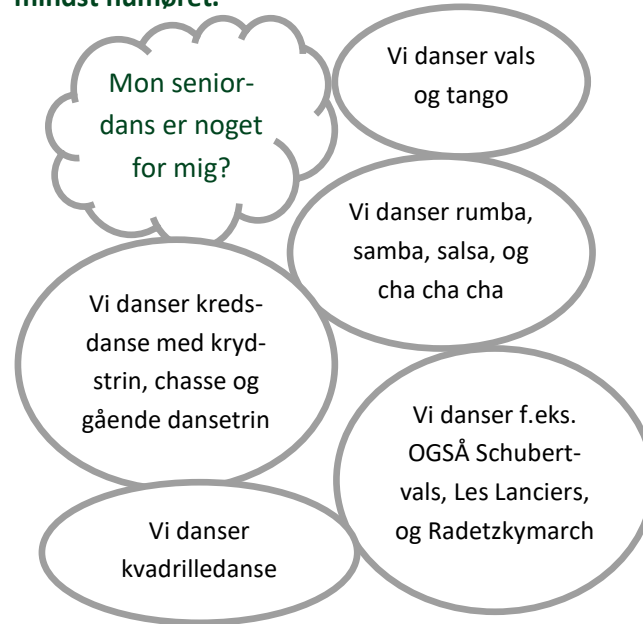 mindst humøret.
Mon senior-
dans er noget
for mig?
Vi danser vals
og tango
Vi danser rumba,
samba, salsa, og
cha cha cha
Vi danser kreds-
danse med kryd-
strin, chasse og
gående dansetrin
Vi danser f.eks.
OGSÅ Schubert-
vals, Les Lanciers,
og Radetzkymarch
Vi danser
kvadrilledanse